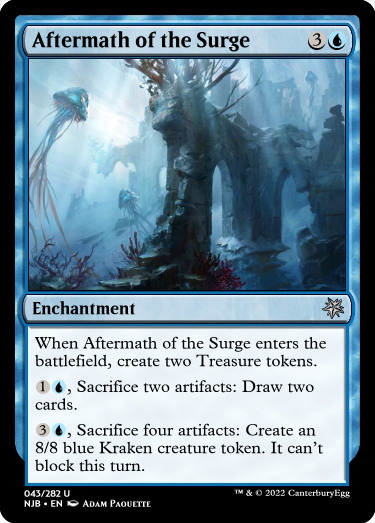 Aftermath of the Surge 3
Enchantment
When Aftermath of the Surge enters the
battlefield, create two Treasure tokens.
1, Sacrifice two artifacts: Draw two
cards.
3, Sacrifice four artifacts: Create an
8/8 blue Kraken creature token. It can't
block this turn.
043/282 U
NJB • EN Adam Paquette
™ & © 2022 CanterburyEgg